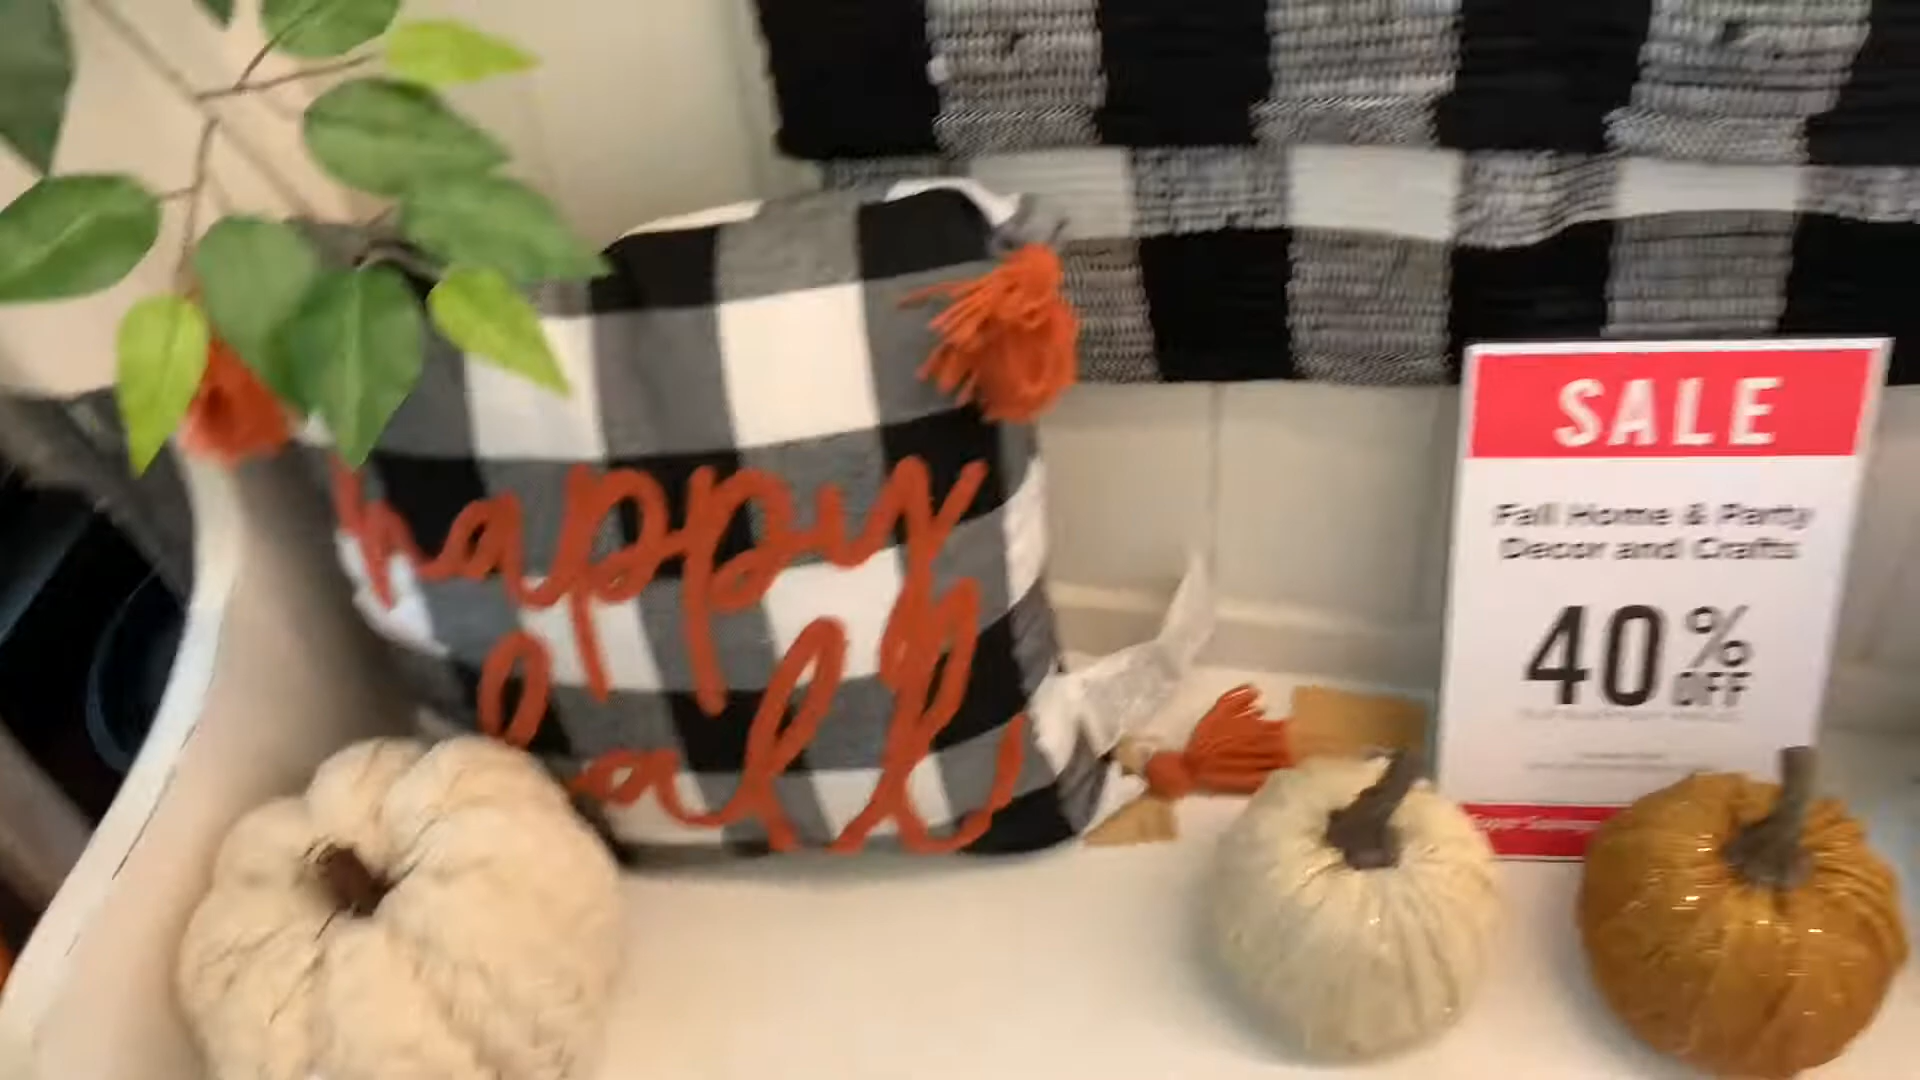 happy
fall
SALE
Fall Home & Party
Decor and Crafts
40% OFF